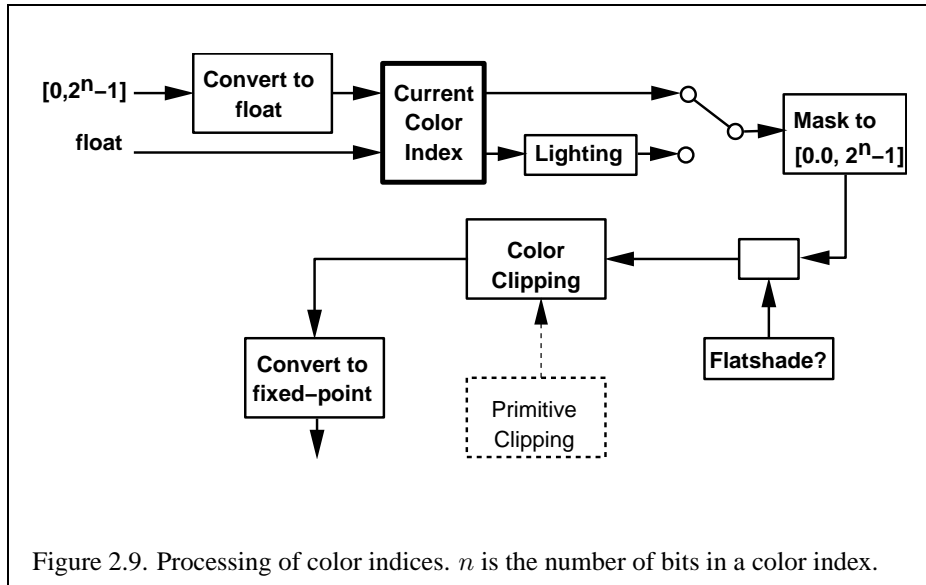 [0,2^n−1]
Convert to
float
float
Current
Color
Index
Lighting
Mask to
[0.0, 2^n−1]
Color
Clipping
Flatshade?
Convert to
fixed−point
Primitive
Clipping
Figure 2.9. Processing of color indices. n is the number of bits in a color index.